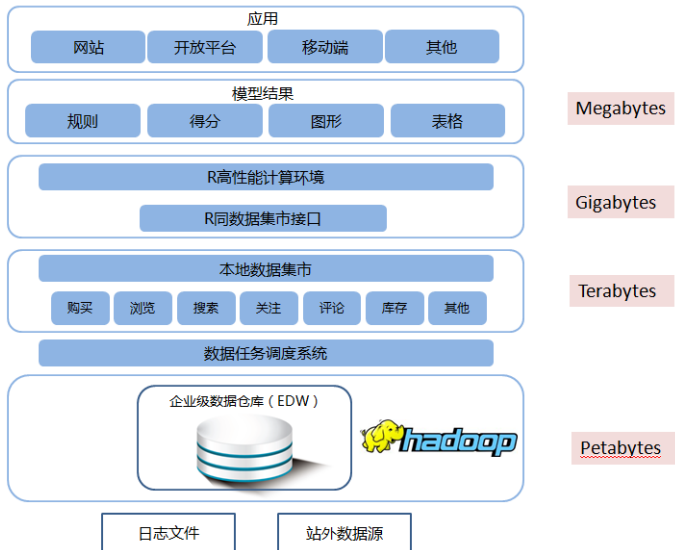 应用
网站 开放平台 移动端 其他
模型结果
规则 得分 图形 表格
Megabytes
R高性能计算环境
R同数据集市接口
Gigabytes
本地数据集市
购买 浏览 搜索 关注 评论 库存 其他
Terabytes
数据任务调度系统
企业级数据仓库（EDW）
hadoop
Petabytes
日志文件 站外数据源